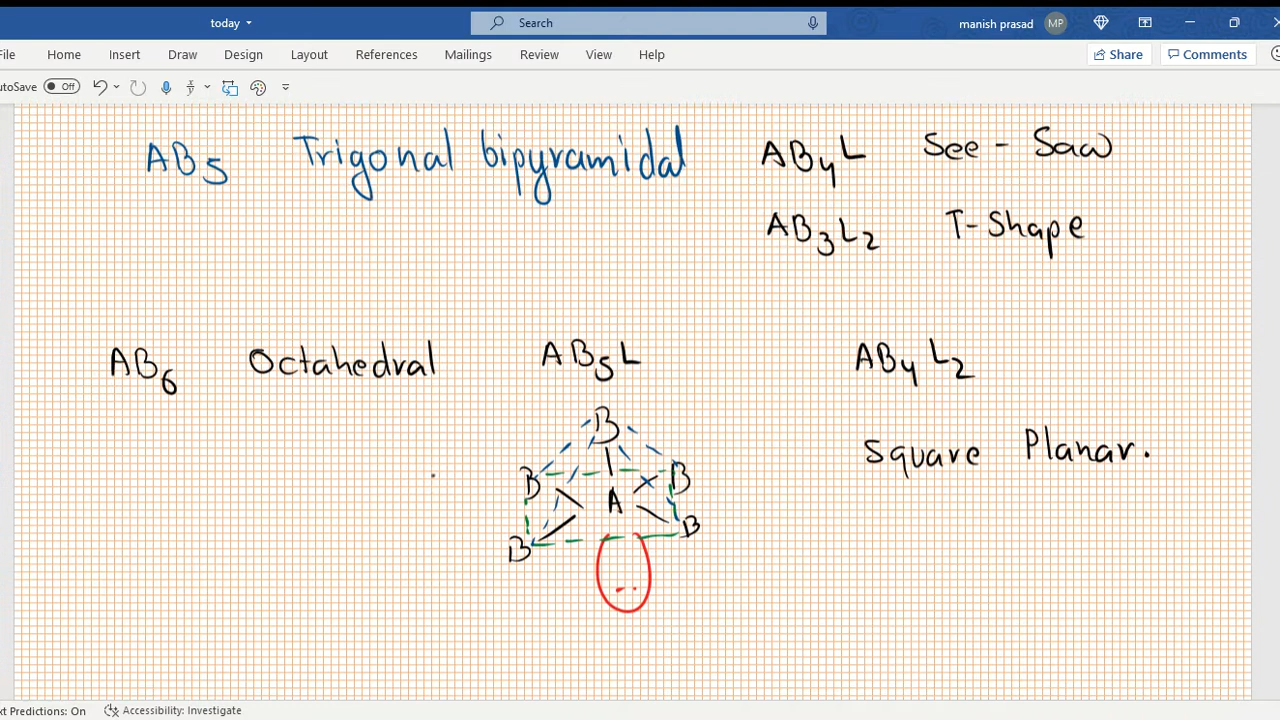 today
Search
manish prasad MP
File Home Insert Draw Design Layout References Mailings Review View Help Share Comments
AutoSave Off
AB5 Trigonal bipyramidal AB4L See - Saw
AB3L2 T-Shape
AB6 Octahedral AB5L AB4L2
B
Square Planar.
B B
A
B
B
xt Predictions: On Accessibility: Investigate